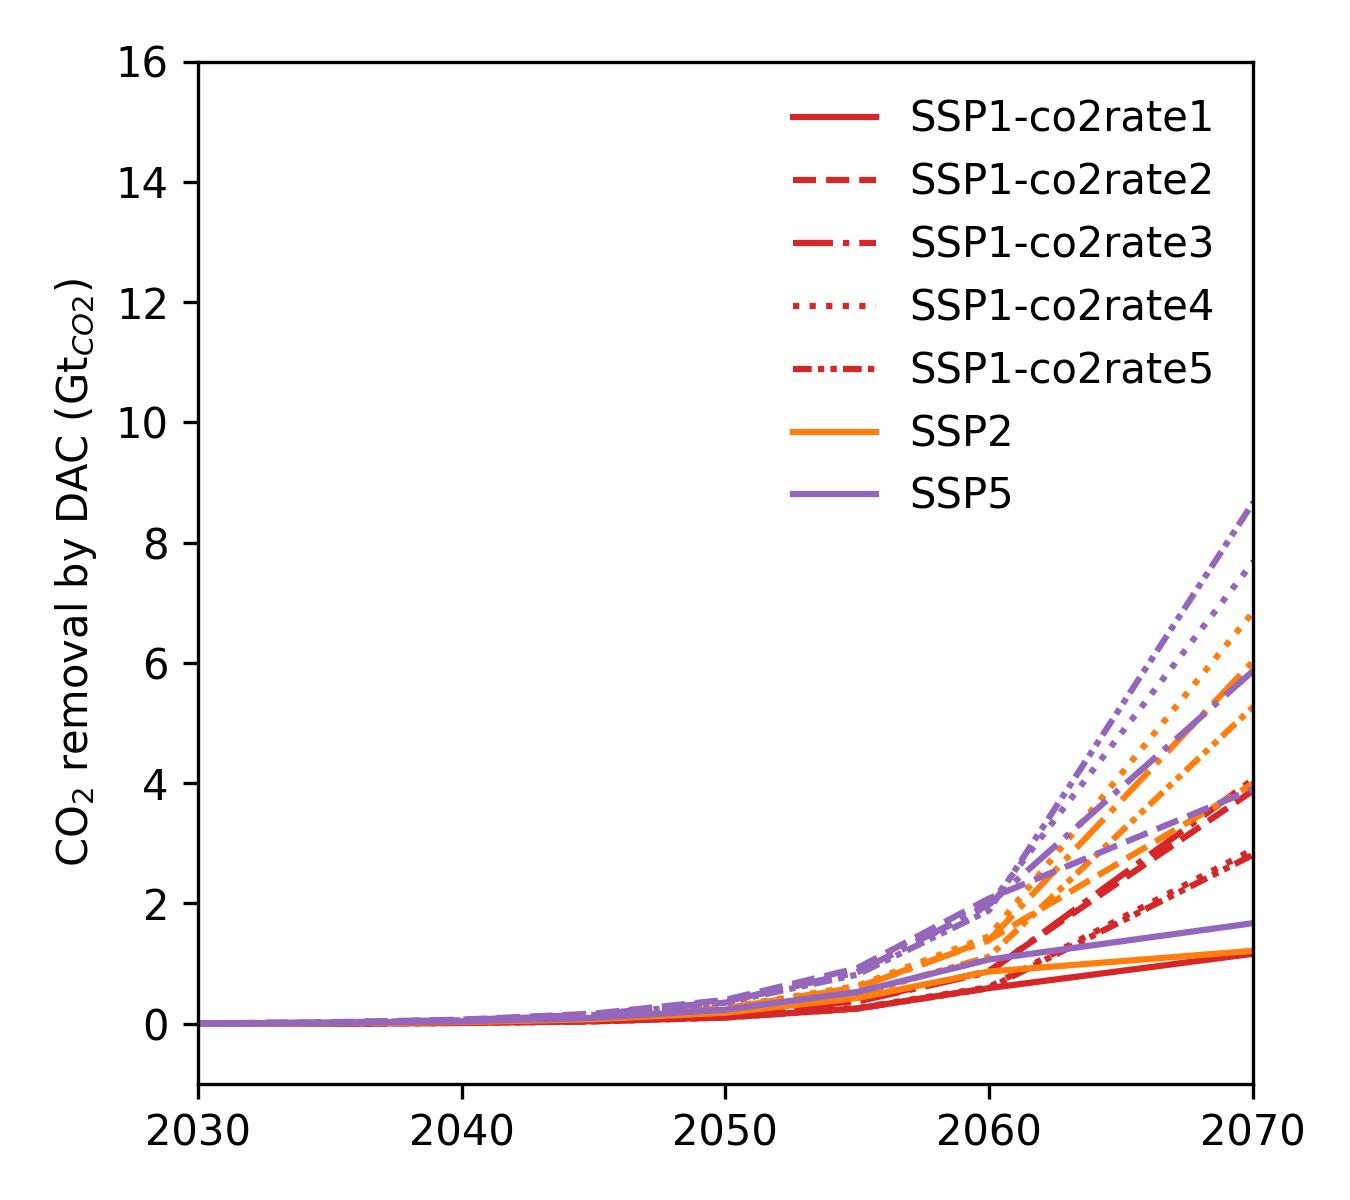 CO₂ removal by DAC (Gt_CO2)
16
14
12
10
8
6
4
2
0
2030 2040 2050 2060 2070
SSP1-co2rate1
SSP1-co2rate2
SSP1-co2rate3
SSP1-co2rate4
SSP1-co2rate5
SSP2
SSP5